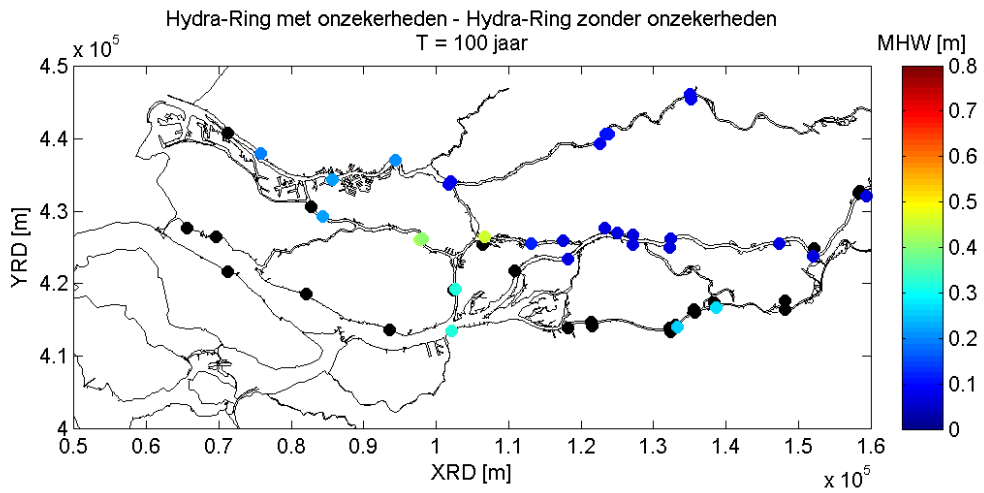 Hydra-Ring met onzekerheden - Hydra-Ring zonder onzekerheden
T = 100 jaar
x 10^5
MHW [m]
4.5
4.4
4.3
4.2
4.1
4
YRD [m]
0.5 0.6 0.7 0.8 0.9 1 1.1 1.2 1.3 1.4 1.5 1.6
XRD [m]
x 10^5
0.8
0.7
0.6
0.5
0.4
0.3
0.2
0.1
0